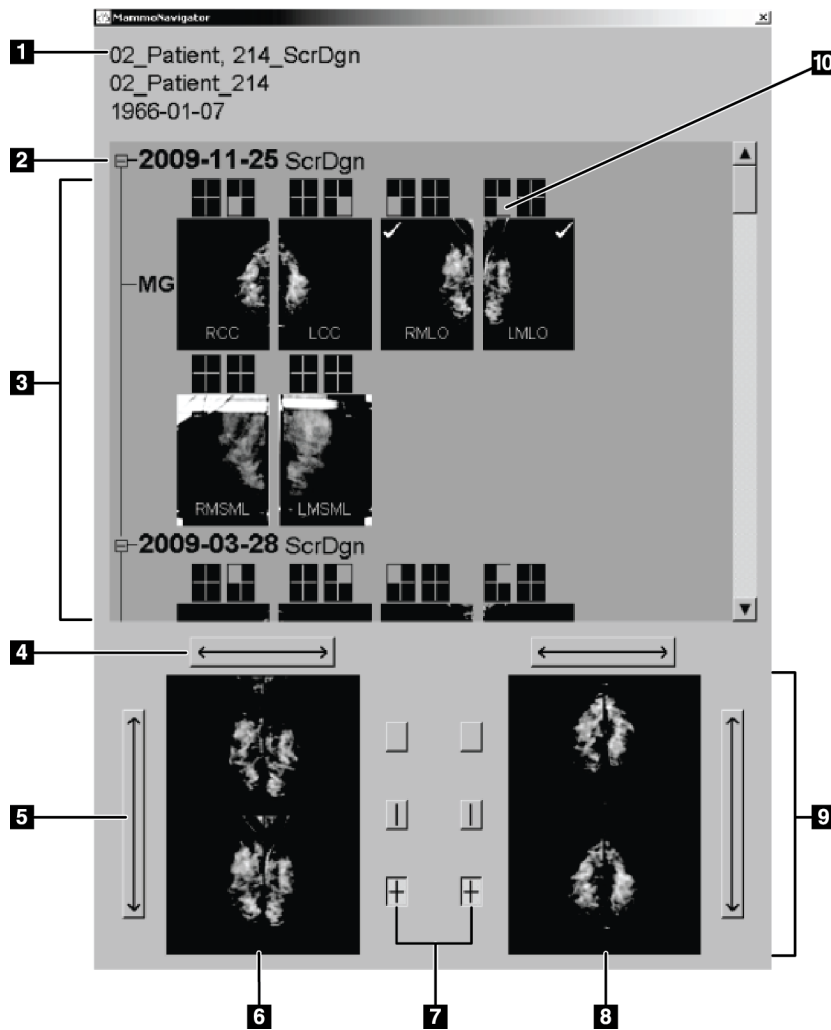 MammoNavigator
1
02_Patient, 214_ScrDgn
10
02_Patient_214
1966-01-07
2
2009-11-25 ScrDgn
3
MG
RCC LCC RMLO LMLO
RMSML LMSML
2009-03-28 ScrDgn
4
5
9
6
7
8